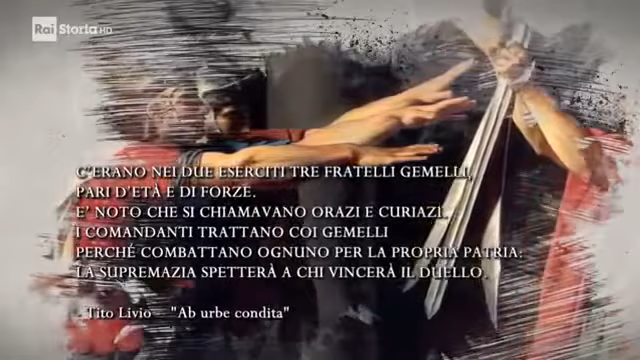 Rai Storia HD
C'ERANO NEI DUE ESERCITI TRE FRATELLI GEMELLI,
PARI D'ETÀ E DI FORZE.
E' NOTO CHE SI CHIAMAVANO ORAZI E CURIAZI.
I COMANDANTI TRATTANO COI GEMELLI
PERCHÉ COMBATTANO OGNUNO PER LA PROPRIA PATRIA:
LA SUPREMAZIA SPETTERÀ A CHI VINCERÀ IL DUELLO.
Tito Livio - "Ab urbe condita"